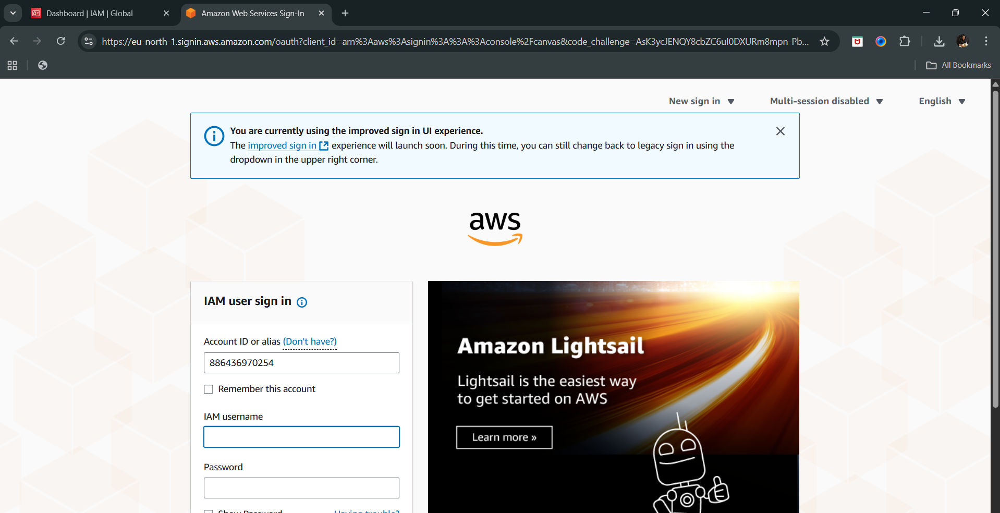 Dashboard | IAM | Global
Amazon Web Services Sign-In
https://eu-north-1.signin.aws.amazon.com/oauth?client_id=arn%3Aaws%3Asignin%3A%3A%3Aconsole%2Fcanvas&code_challenge=AsK3ycJENQY8cbZC6uI0DXURm8mpn-Pb...
All Bookmarks
New sign in
Multi-session disabled
English
You are currently using the improved sign in UI experience.
The improved sign in experience will launch soon. During this time, you can still change back to legacy sign in using the
dropdown in the upper right corner.
aws
IAM user sign in
Account ID or alias (Don't have?)
886436970254
Remember this account
IAM username
Password
Show Password
Having trouble?
Amazon Lightsail
Lightsail is the easiest way
to get started on AWS
Learn more »